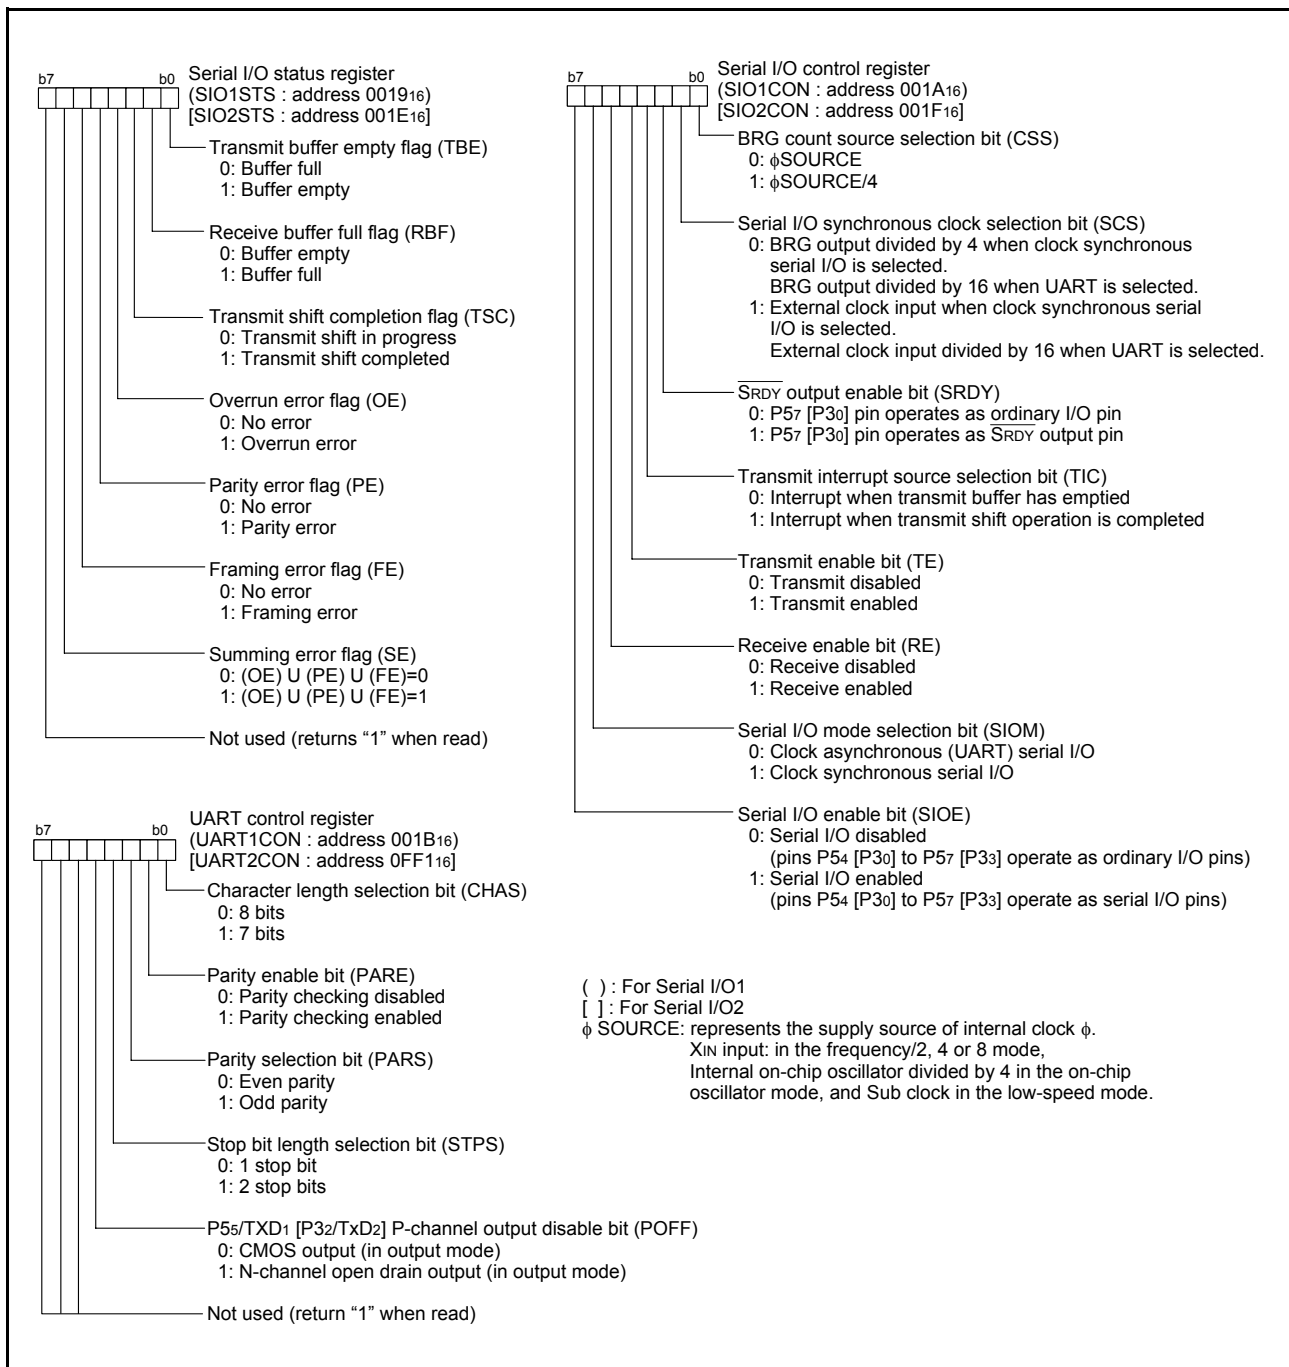 b7
b0
Serial I/O status register
(SIO1STS : address 0019₁₆)
[SIO2STS : address 001E₁₆]
Transmit buffer empty flag (TBE)
0: Buffer full
1: Buffer empty
Receive buffer full flag (RBF)
0: Buffer empty
1: Buffer full
Transmit shift completion flag (TSC)
0: Transmit shift in progress
1: Transmit shift completed
Overrun error flag (OE)
0: No error
1: Overrun error
Parity error flag (PE)
0: No error
1: Parity error
Framing error flag (FE)
0: No error
1: Framing error
Summing error flag (SE)
0: (OE) U (PE) U (FE)=0
1: (OE) U (PE) U (FE)=1
Not used (returns “1” when read)
b7
b0
UART control register
(UART1CON : address 001B₁₆)
[UART2CON : address 0FF1₁₆]
Character length selection bit (CHAS)
0: 8 bits
1: 7 bits
Parity enable bit (PARE)
0: Parity checking disabled
1: Parity checking enabled
Parity selection bit (PARS)
0: Even parity
1: Odd parity
Stop bit length selection bit (STPS)
0: 1 stop bit
1: 2 stop bits
P5₅/TXD₁ [P3₂/TxD₂] P-channel output disable bit (POFF)
0: CMOS output (in output mode)
1: N-channel open drain output (in output mode)
Not used (return “1” when read)
b7
b0
Serial I/O control register
(SIO1CON : address 001A₁₆)
[SIO2CON : address 001F₁₆]
BRG count source selection bit (CSS)
0: ϕSOURCE
1: ϕSOURCE/4
Serial I/O synchronous clock selection bit (SCS)
0: BRG output divided by 4 when clock synchronous
serial I/O is selected.
BRG output divided by 16 when UART is selected.
1: External clock input when clock synchronous serial
I/O is selected.
External clock input divided by 16 when UART is selected.
SRDY output enable bit (SRDY)
0: P5₇ [P3₀] pin operates as ordinary I/O pin
1: P5₇ [P3₀] pin operates as SRDY output pin
Transmit interrupt source selection bit (TIC)
0: Interrupt when transmit buffer has emptied
1: Interrupt when transmit shift operation is completed
Transmit enable bit (TE)
0: Transmit disabled
1: Transmit enabled
Receive enable bit (RE)
0: Receive disabled
1: Receive enabled
Serial I/O mode selection bit (SIOM)
0: Clock asynchronous (UART) serial I/O
1: Clock synchronous serial I/O
Serial I/O enable bit (SIOE)
0: Serial I/O disabled
(pins P5₄ [P3₀] to P5₇ [P3₃] operate as ordinary I/O pins)
1: Serial I/O enabled
(pins P5₄ [P3₀] to P5₇ [P3₃] operate as serial I/O pins)
( ) : For Serial I/O1
[ ] : For Serial I/O2
ϕ SOURCE: represents the supply source of internal clock ϕ.
XIN input: in the frequency/2, 4 or 8 mode,
Internal on-chip oscillator divided by 4 in the on-chip
oscillator mode, and Sub clock in the low-speed mode.